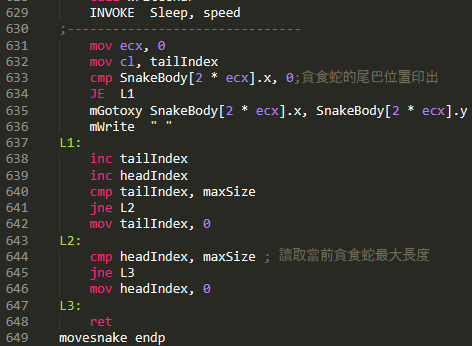 629 INVOKE Sleep, speed
630 ;-------------------------------
631 mov ecx, 0
632 mov cl, tailIndex
633 cmp SnakeBody[2 * ecx].x, 0;貪食蛇的尾巴位置印出
634 JE L1
635 mGotoxy SnakeBody[2 * ecx].x, SnakeBody[2 * ecx].y
636 mWrite " "
637 L1:
638 inc tailIndex
639 inc headIndex
640 cmp tailIndex, maxSize
641 jne L2
642 mov tailIndex, 0
643 L2:
644 cmp headIndex, maxSize ; 讀取當前貪食蛇最大長度
645 jne L3
646 mov headIndex, 0
647 L3:
648 ret
649 movesnake endp